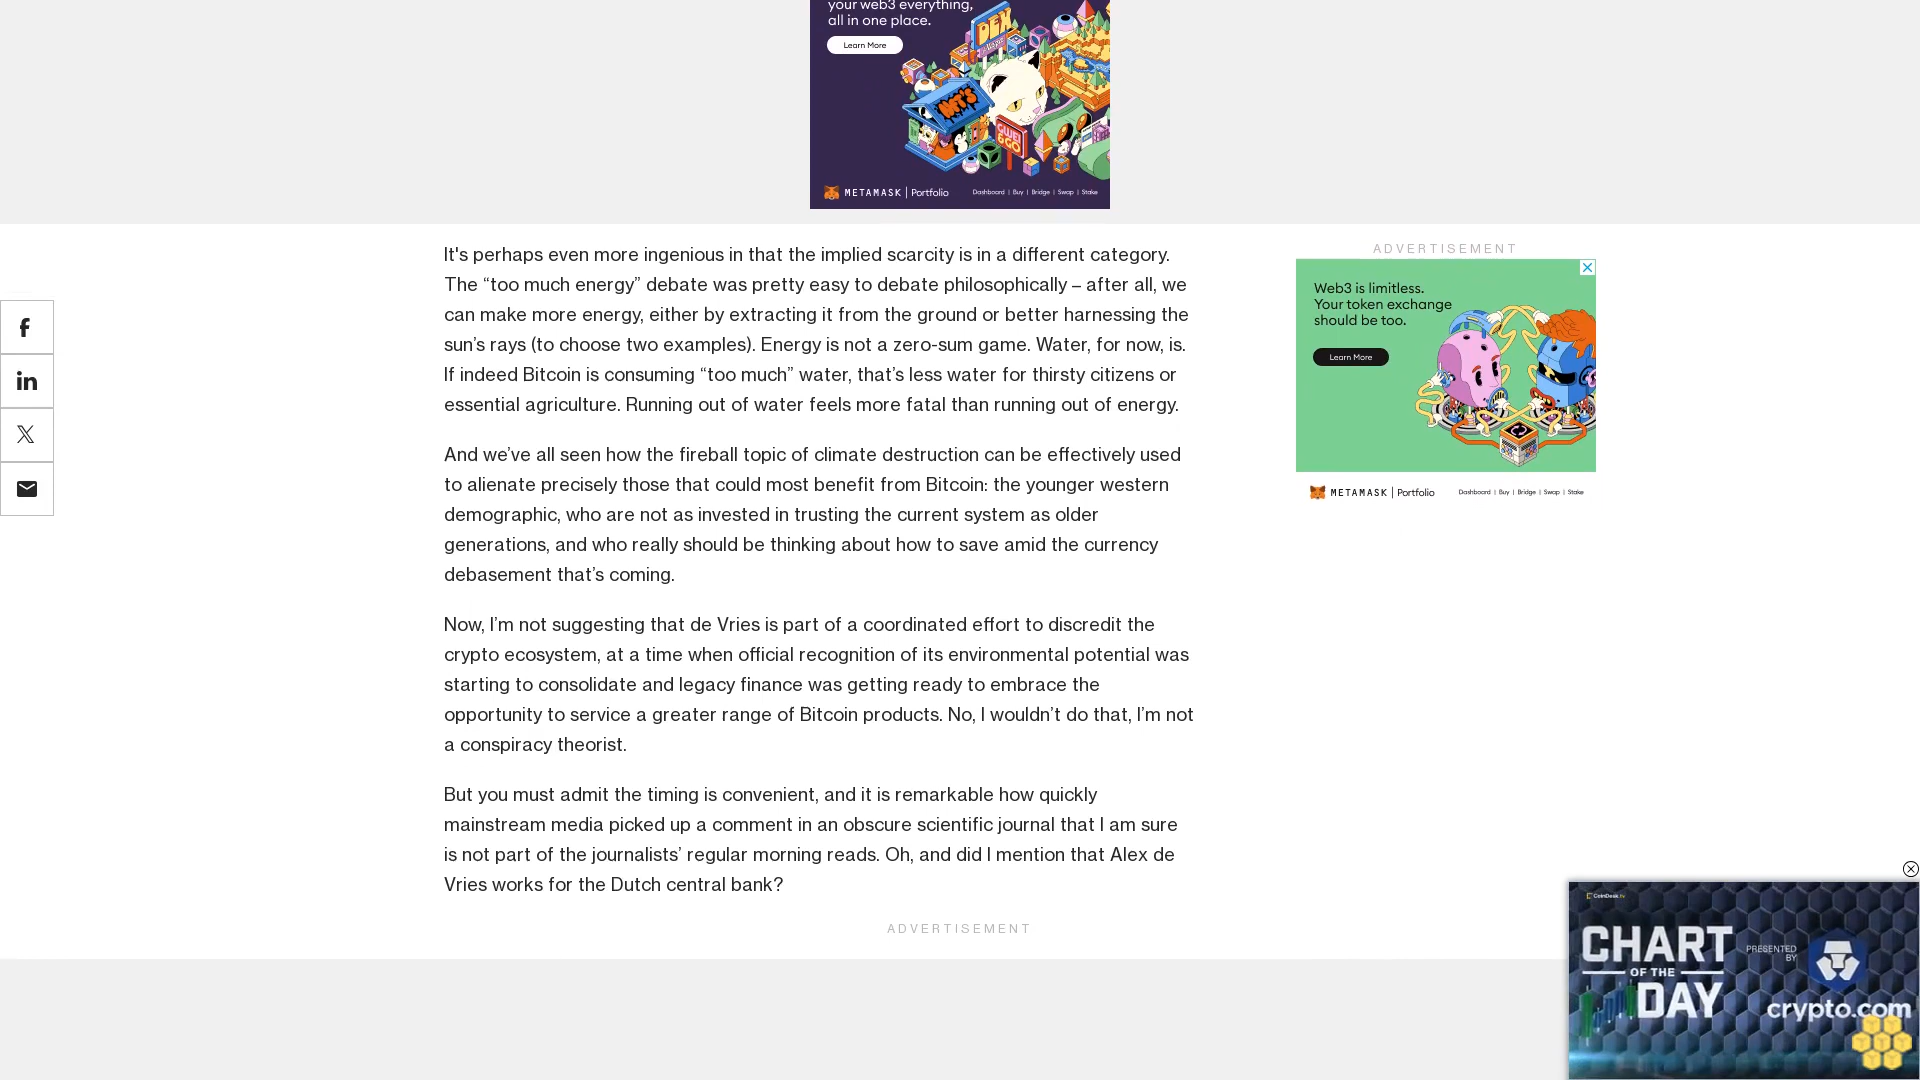 your web3 everything,
all in one place.
Learn More
DEX
NFT'S
GWEI
& GO
METAMASK | Portfolio
Dashboard | Buy | Bridge | Swap | Stake
It's perhaps even more ingenious in that the implied scarcity is in a different category.
The “too much energy” debate was pretty easy to debate philosophically – after all, we
can make more energy, either by extracting it from the ground or better harnessing the
sun’s rays (to choose two examples). Energy is not a zero-sum game. Water, for now, is.
If indeed Bitcoin is consuming “too much” water, that’s less water for thirsty citizens or
essential agriculture. Running out of water feels more fatal than running out of energy.
And we’ve all seen how the fireball topic of climate destruction can be effectively used
to alienate precisely those that could most benefit from Bitcoin: the younger western
demographic, who are not as invested in trusting the current system as older
generations, and who really should be thinking about how to save amid the currency
debasement that’s coming.
Now, I’m not suggesting that de Vries is part of a coordinated effort to discredit the
crypto ecosystem, at a time when official recognition of its environmental potential was
starting to consolidate and legacy finance was getting ready to embrace the
opportunity to service a greater range of Bitcoin products. No, I wouldn’t do that, I’m not
a conspiracy theorist.
But you must admit the timing is convenient, and it is remarkable how quickly
mainstream media picked up a comment in an obscure scientific journal that I am sure
is not part of the journalists’ regular morning reads. Oh, and did I mention that Alex de
Vries works for the Dutch central bank?
ADVERTISEMENT
ADVERTISEMENT
Web3 is limitless.
Your token exchange
should be too.
Learn More
METAMASK | Portfolio
Dashboard | Buy | Bridge | Swap | Stake
CoinDesk.tv
CHART
OF THE
DAY
PRESENTED
BY
crypto.com